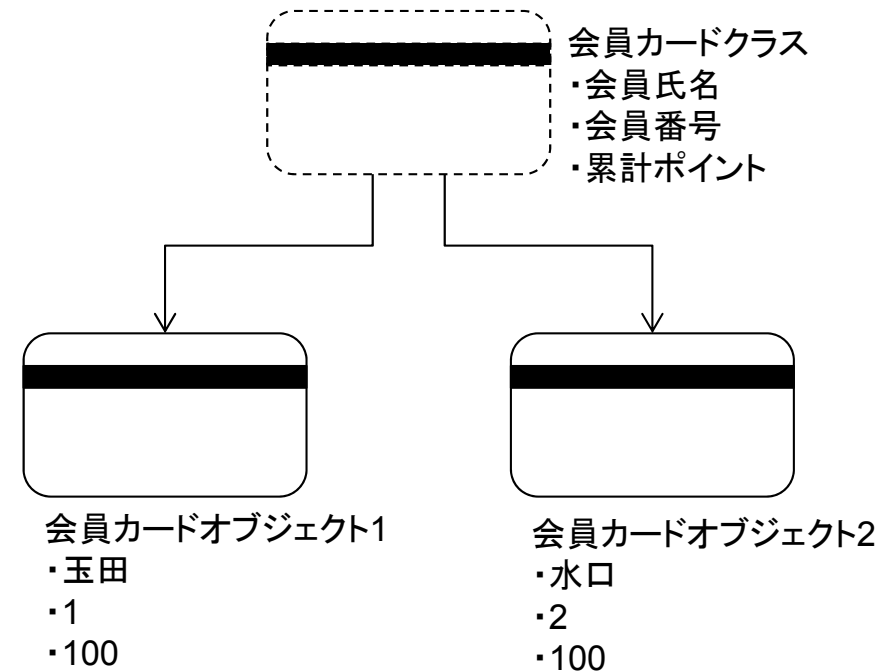 会員カードクラス
・会員氏名
・会員番号
・累計ポイント
会員カードオブジェクト1
・玉田
・1
・100
会員カードオブジェクト2
・水口
・2
・100